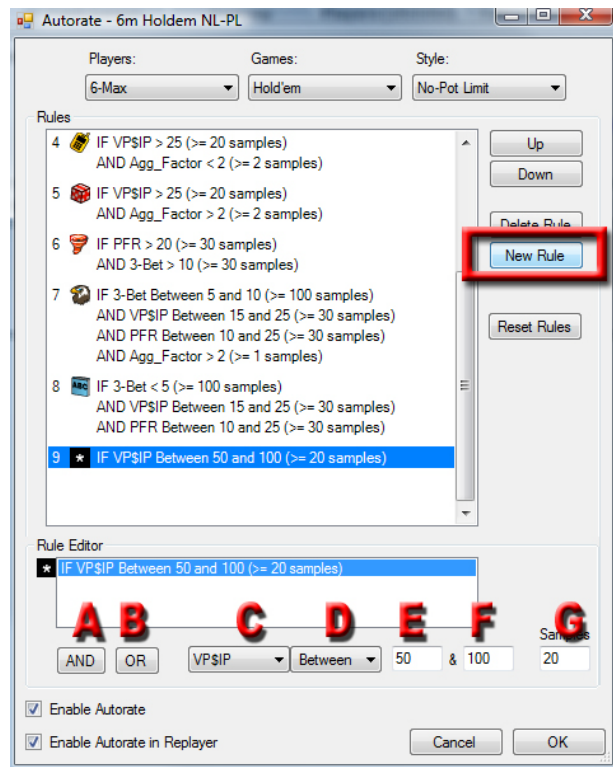 Autorate - 6m Holdem NL-PL
Players: Games: Style:
6-Max Hold'em No-Pot Limit
Rules
4 IF VP$IP > 25 (>= 20 samples)
AND Agg_Factor < 2 (>= 2 samples)
5 IF VP$IP > 25 (>= 20 samples)
AND Agg_Factor > 2 (>= 2 samples)
6 IF PFR > 20 (>= 30 samples)
AND 3-Bet > 10 (>= 30 samples)
7 IF 3-Bet Between 5 and 10 (>= 100 samples)
AND VP$IP Between 15 and 25 (>= 30 samples)
AND PFR Between 10 and 25 (>= 30 samples)
AND Agg_Factor > 2 (>= 1 samples)
8 ABC IF 3-Bet < 5 (>= 100 samples)
AND VP$IP Between 15 and 25 (>= 30 samples)
AND PFR Between 10 and 25 (>= 30 samples)
9 * IF VP$IP Between 50 and 100 (>= 20 samples)
Up
Down
Delete Rule
New Rule
Reset Rules
Rule Editor
* IF VP$IP Between 50 and 100 (>= 20 samples)
A B C D E F G
Samples
AND OR VP$IP Between 50 & 100 20
Enable Autorate
Enable Autorate in Replayer
Cancel OK